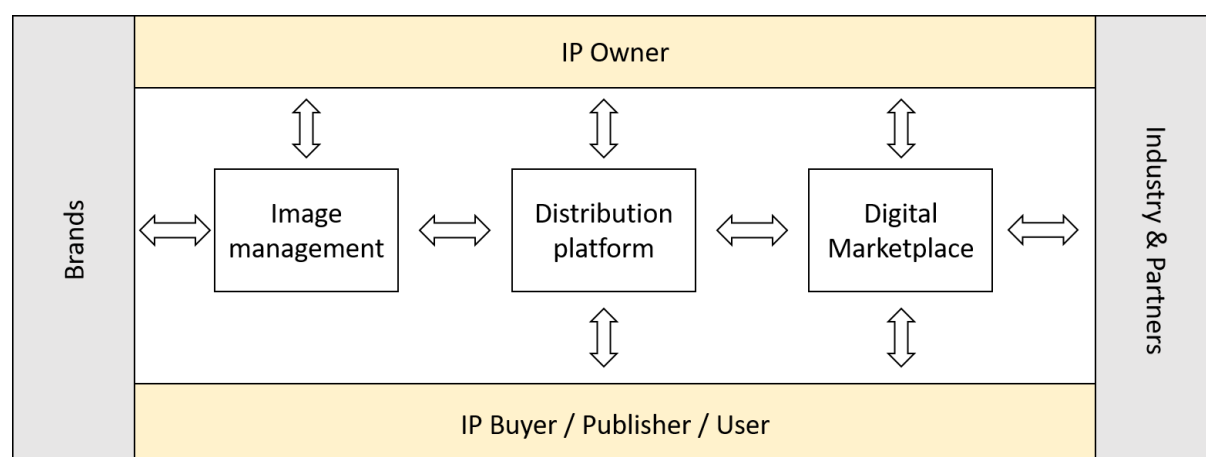 IP Owner
Brands
Image
management
Distribution
platform
Digital
Marketplace
Industry & Partners
IP Buyer / Publisher / User